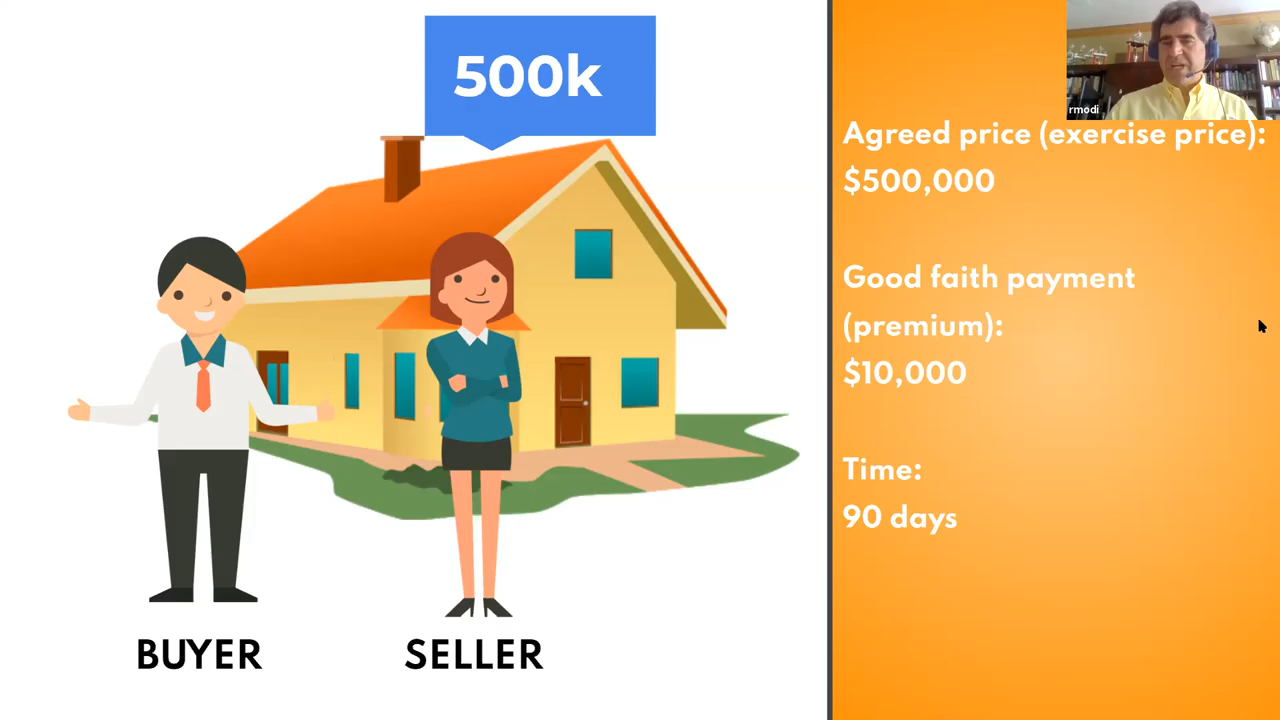 500k
BUYER
SELLER
rmodi
Agreed price (exercise price):
$500,000
Good faith payment
(premium):
$10,000
Time:
90 days